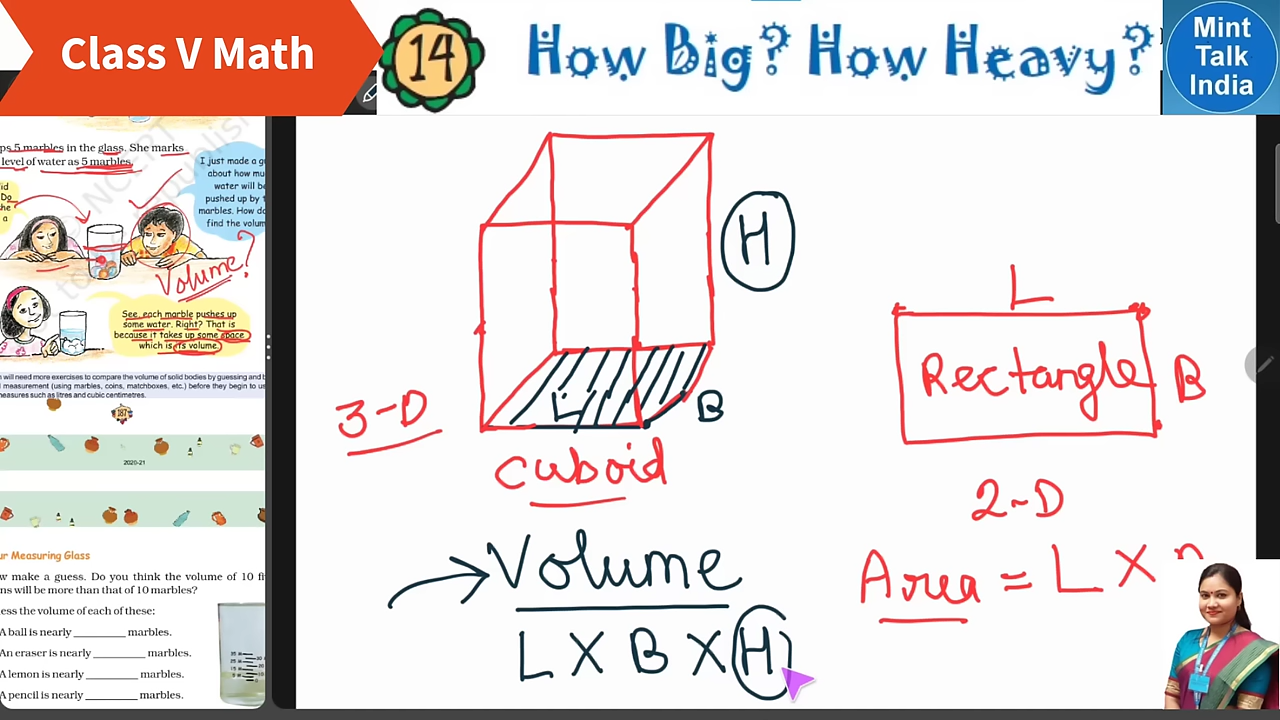 Class V Math
14
How Big? How Heavy?
Mint
Talk
India
ps 5 marbles in the glass. She marks
level of water as 5 marbles.
I just made a g
about how mu
water will be
pushed up by t
marbles. How do
find the volum
id
Do
she
a
Volume?
See, each marble pushes up
some water. Right? That is
because it takes up some space
which is its volume.
will need more exercises to compare the volume of solid bodies by guessing and b
measurement (using marbles, coins, matchboxes, etc.) before they begin to us
measures such as litres and cubic centimetres.
187
2020-21
ur Measuring Glass
w make a guess. Do you think the volume of 10 fi
ns will be more than that of 10 marbles?
ess the volume of each of these:
A ball is nearly ________ marbles.
An eraser is nearly ________ marbles.
A lemon is nearly ________ marbles.
A pencil is nearly ________ marbles.
H
L
B
3-D
Cuboid
Volume
L X B X H
L
Rectangle
B
2-D
Area = L X